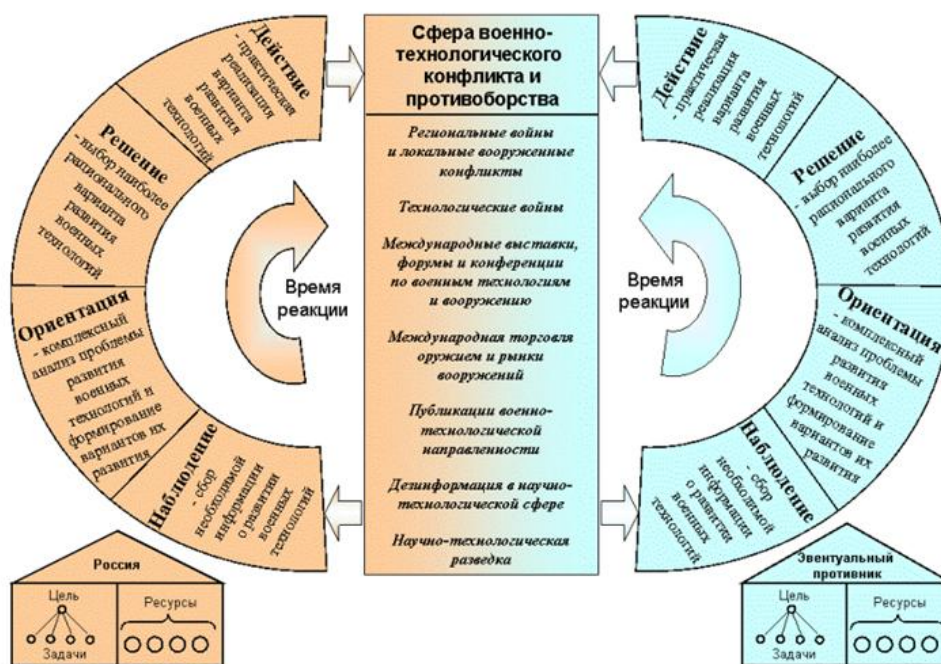 Действие
- практическая
реализация
варианта
развития
военных
технологий
Решение
- выбор наиболее
рационального
варианта
развития
военных
технологий
Ориентация
- комплексный
анализ проблемы
развития
военных
технологий и
формирование
вариантов их
развития
Наблюдение
- сбор
необходимой
информации
о развитии
военных
технологий
Время
реакции
Россия
Цель
Задачи
Ресурсы
Сфера военно-
технологического
конфликта и
противоборства
Региональные войны
и локальные вооруженные
конфликты
Технологические войны
Международные выставки,
форумы и конференции
по военным технологиям
и вооружению
Международная торговля
оружием и рынки
вооружений
Публикации военно-
технологической
направленности
Дезинформация в научно-
технологической сфере
Научно-технологическая
разведка
Действие
- практическая
реализация
варианта
развития
военных
технологий
Решение
- выбор наиболее
рационального
варианта
развития
военных
технологий
Ориентация
- комплексный
анализ проблемы
развития
военных
технологий и
формирование
вариантов их
развития
Наблюдение
- сбор
необходимой
информации
о развитии
военных
технологий
Время
реакции
Эвентуальный
противник
Цель
Задачи
Ресурсы